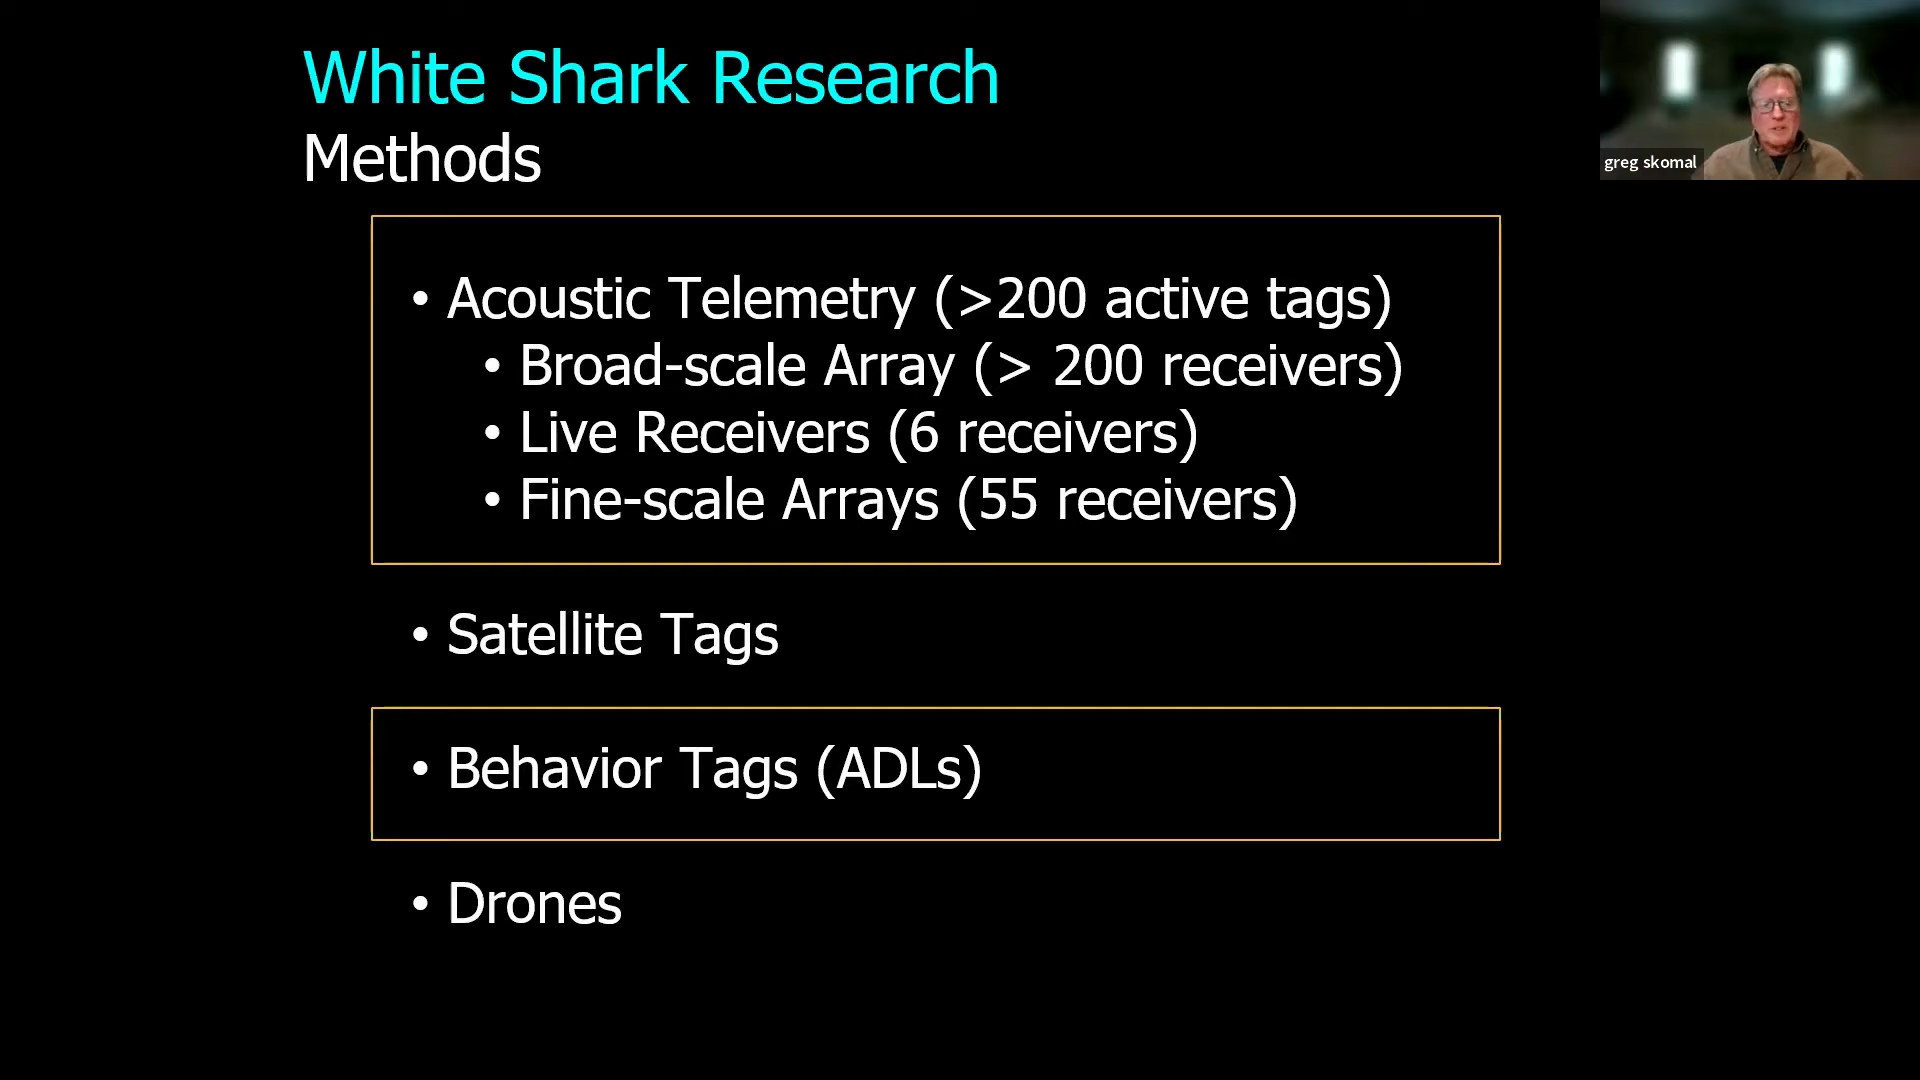 White Shark Research
Methods
greg skomal
• Acoustic Telemetry (>200 active tags)
• Broad-scale Array (> 200 receivers)
• Live Receivers (6 receivers)
• Fine-scale Arrays (55 receivers)
• Satellite Tags
• Behavior Tags (ADLs)
• Drones